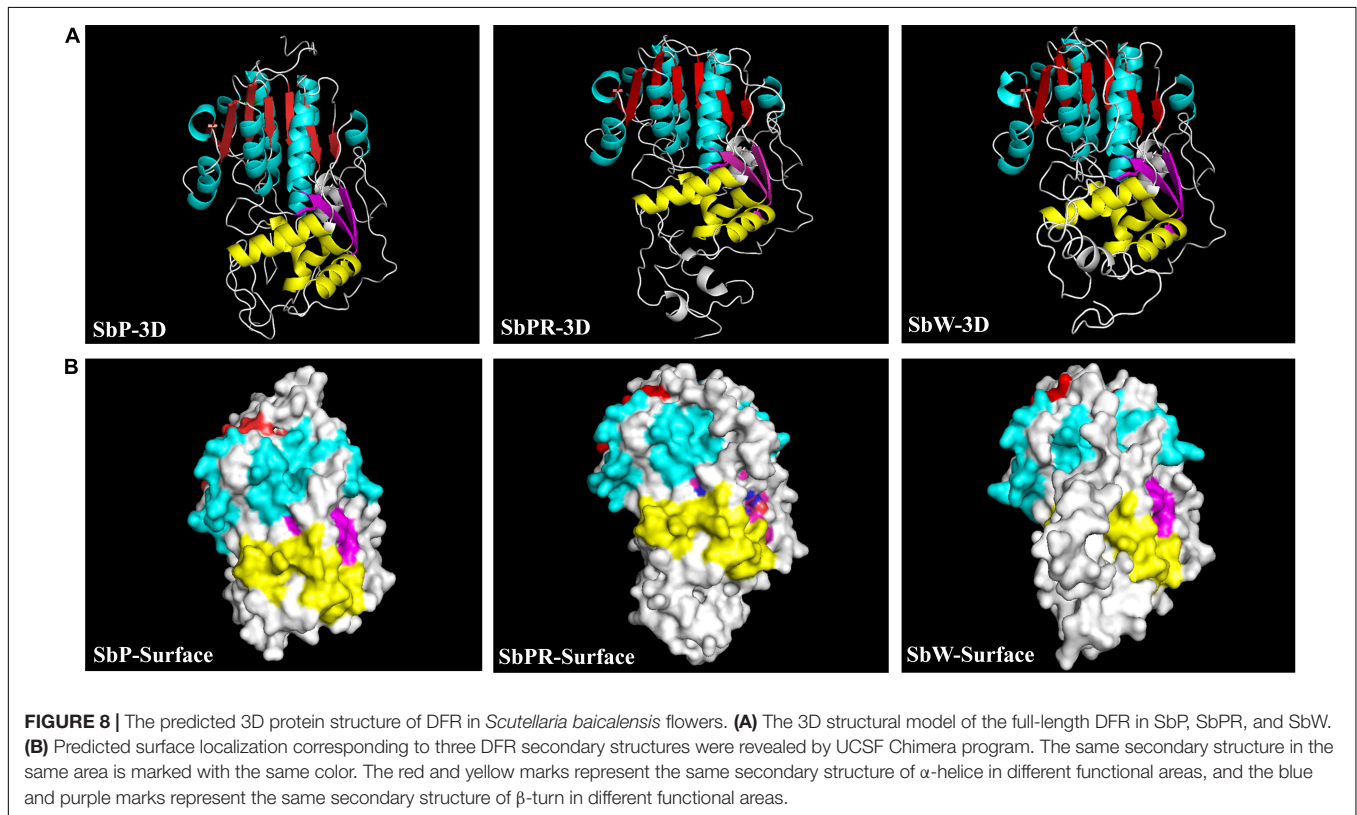 A
SbP-3D
SbPR-3D
SbW-3D
B
SbP-Surface
SbPR-Surface
SbW-Surface
FIGURE 8 | The predicted 3D protein structure of DFR in Scutellaria baicalensis flowers. (A) The 3D structural model of the full-length DFR in SbP, SbPR, and SbW.
(B) Predicted surface localization corresponding to three DFR secondary structures were revealed by UCSF Chimera program. The same secondary structure in the
same area is marked with the same color. The red and yellow marks represent the same secondary structure of α-helice in different functional areas, and the blue
and purple marks represent the same secondary structure of β-turn in different functional areas.